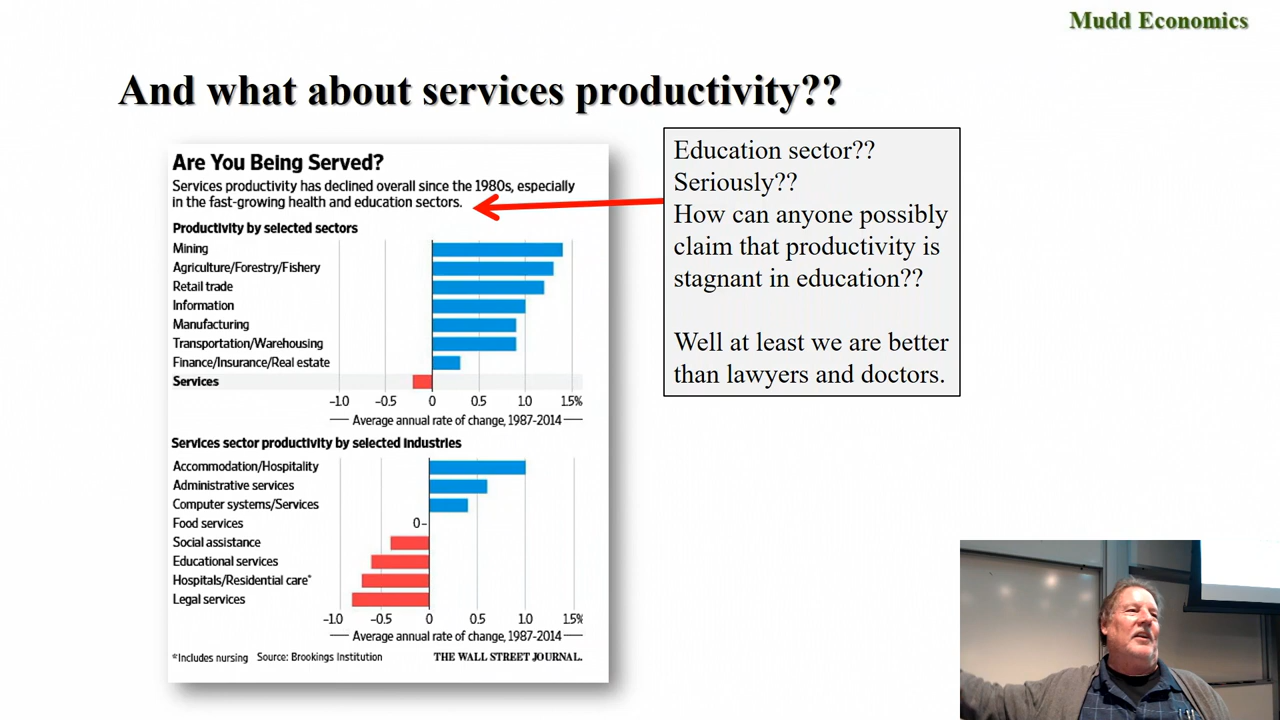 Mudd Economics
And what about services productivity??
Are You Being Served?
Services productivity has declined overall since the 1980s, especially
in the fast-growing health and education sectors.
Productivity by selected sectors
Mining
Agriculture/Forestry/Fishery
Retail trade
Information
Manufacturing
Transportation/Warehousing
Finance/Insurance/Real estate
Services
-1.0 -0.5 0 0.5 1.0 1.5%
Average annual rate of change, 1987-2014
Services sector productivity by selected industries
Accommodation/Hospitality
Administrative services
Computer systems/Services
Food services 0
Social assistance
Educational services
Hospitals/Residential care*
Legal services
-1.0 -0.5 0 0.5 1.0 1.5%
Average annual rate of change, 1987-2014
*Includes nursing Source: Brookings Institution THE WALL STREET JOURNAL.
Education sector??
Seriously??
How can anyone possibly
claim that productivity is
stagnant in education??
Well at least we are better
than lawyers and doctors.